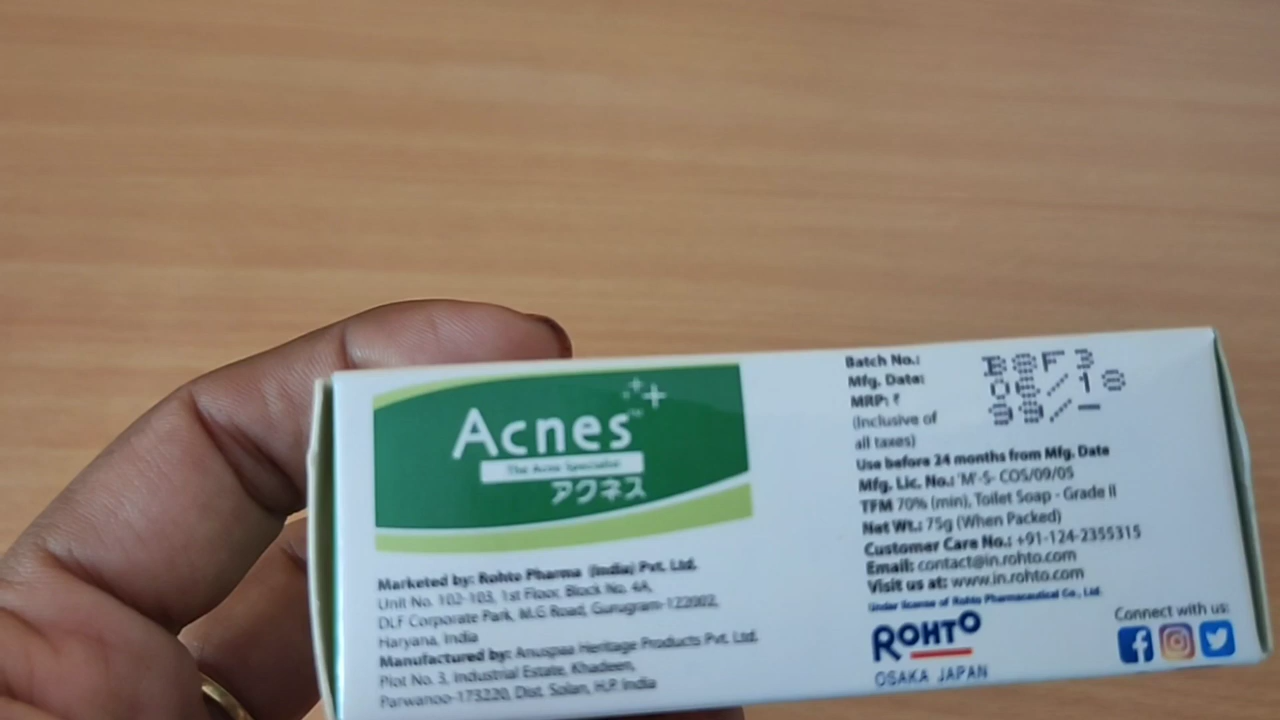 Acnes™
The Acne Specialist
アクネス
Marketed by: Rohto Pharma (India) Pvt. Ltd.
Unit No. 102-103, 1st Floor, Block No. 4A,
DLF Corporate Park, M.G Road, Gurugram-122002,
Haryana, India
Manufactured by: Anuspaa Heritage Products Pvt. Ltd.
Plot No. 3, Industrial Estate, Khadeen,
Parwanoo-173220, Dist. Solan, H.P. India
Batch No.: B8F3
Mfg. Date: 06/18
MRP: ₹ 99/-
(Inclusive of
all taxes)
Use before 24 months from Mfg. Date
Mfg. Lic. No.: 'M'-S- COS/09/05
TFM 70% (min), Toilet Soap - Grade II
Net Wt.: 75g (When Packed)
Customer Care No.: +91-124-2355315
Email: contact@in.rohto.com
Visit us at: www.in.rohto.com
Under license of Rohto Pharmaceutical Co., Ltd.
ROHTO
OSAKA JAPAN
Connect with us: